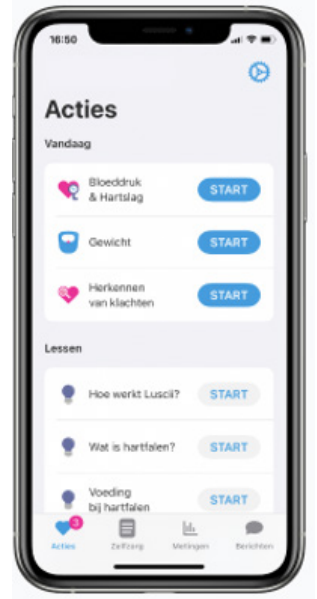 16:50
Acties
Vandaag
Bloeddruk
& Hartslag
START
Gewicht
START
Herkennen
van klachten
START
Lessen
Hoe werkt Luscii?
START
Wat is hartfalen?
START
Voeding
bij hartfalen
START
3
Acties
Zelfzorg
Metingen
Berichten